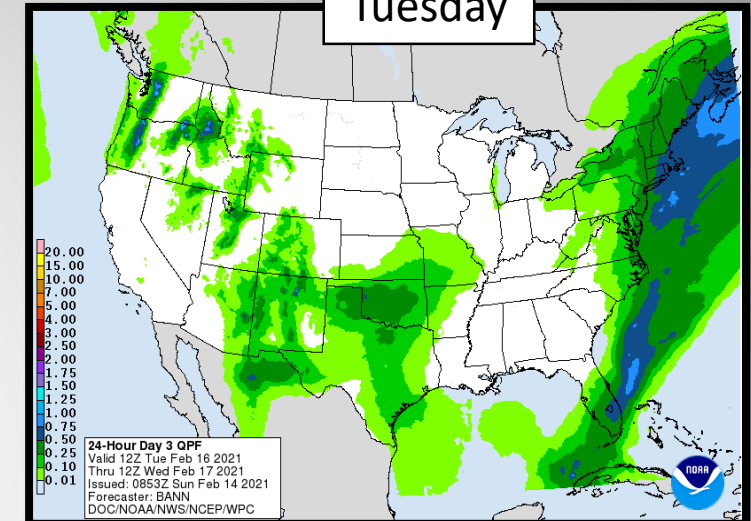 Tuesday
20.00
15.00
10.00
7.00
5.00
4.00
3.00
2.50
2.00
1.75
1.50
1.25
1.00
0.75
0.50
0.25
0.10
0.01
24-Hour Day 3 QPF
Valid 12Z Tue Feb 16 2021
Thru 12Z Wed Feb 17 2021
Issued: 0853Z Sun Feb 14 2021
Forecaster: BANN
DOC/NOAA/NWS/NCEP/WPC
NOAA